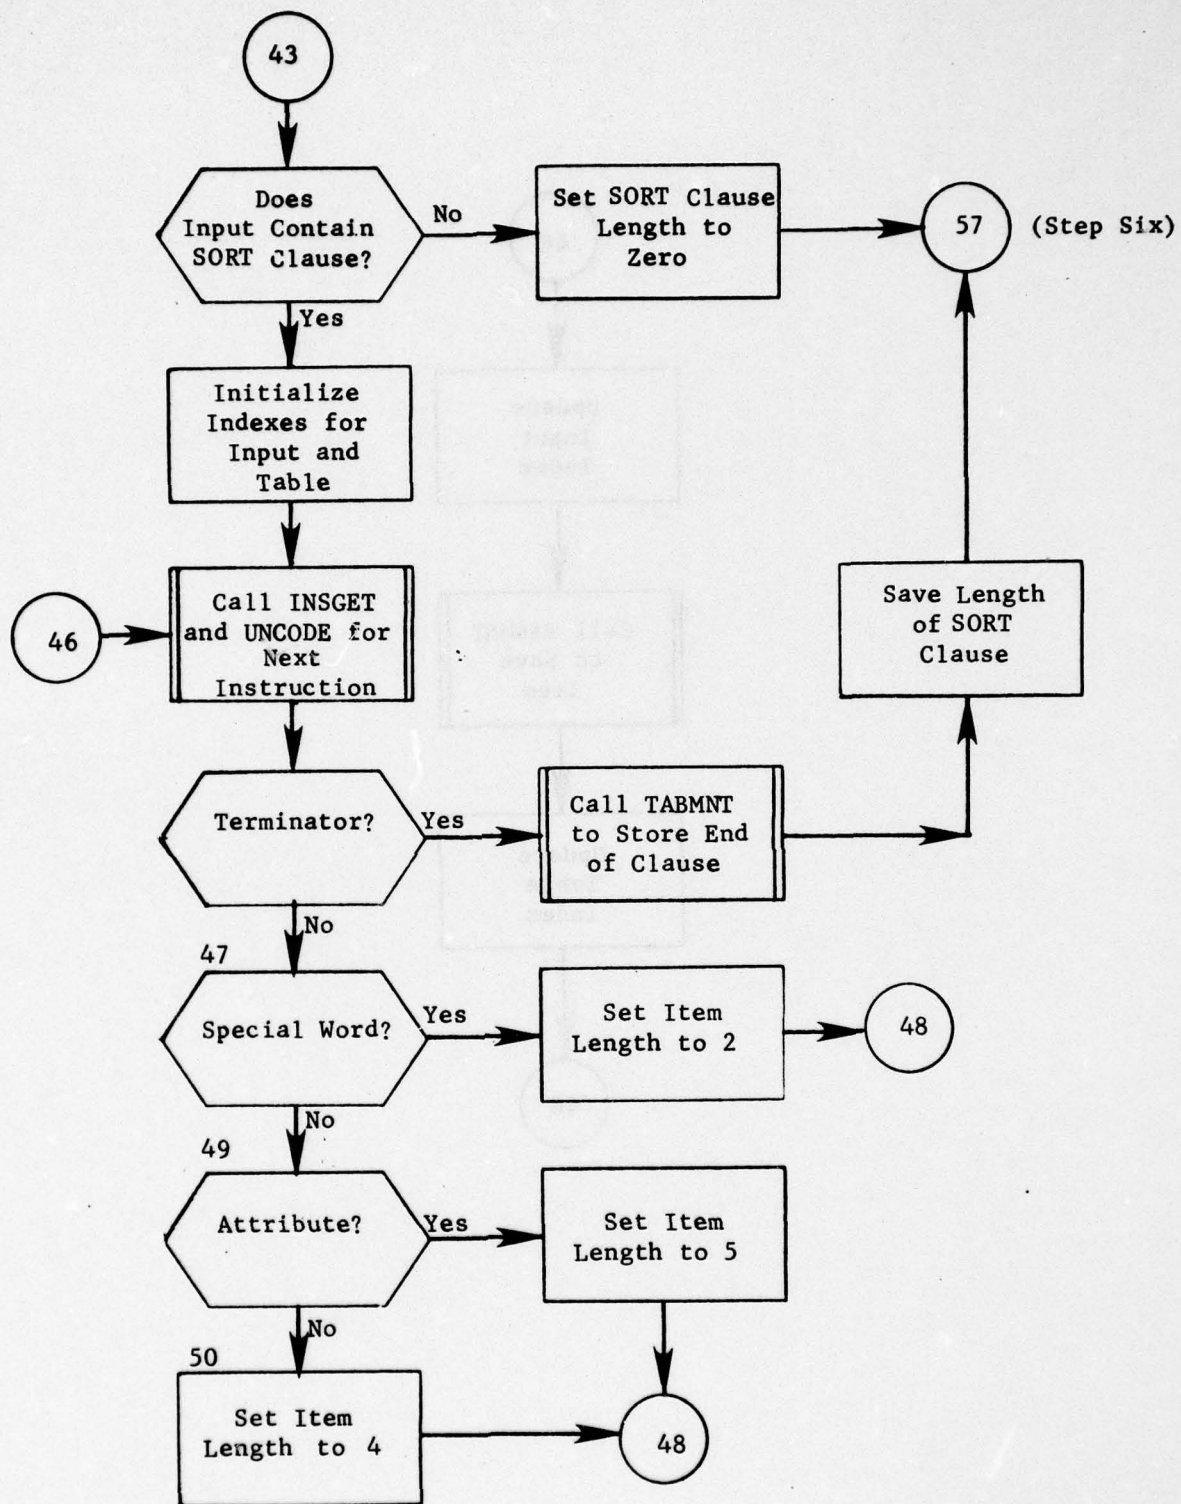 43
Does
Input Contain
SORT Clause?
No
Set SORT Clause
Length to
Zero
57
(Step Six)
Yes
Initialize
Indexes for
Input and
Table
46
Call INSGET
and UNCODE for
Next
Instruction
Save Length
of SORT
Clause
Terminator?
Yes
Call TABMNT
to Store End
of Clause
No
47
Special Word?
Yes
Set Item
Length to 2
48
No
49
Attribute?
Yes
Set Item
Length to 5
No
50
Set Item
Length to 4
48